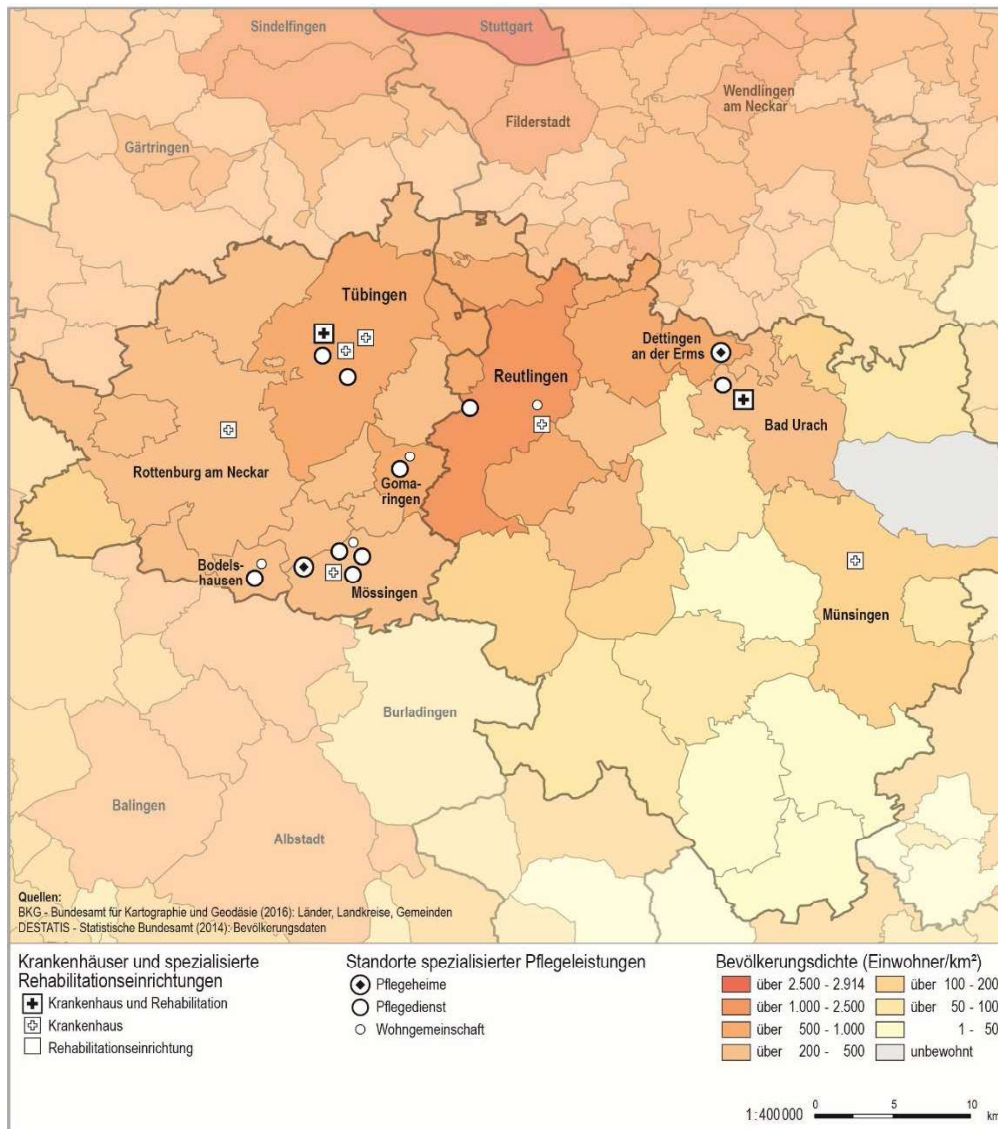 Sindelfingen
Stuttgart
Wendlingen
am Neckar
Filderstadt
Gärtringen
Tübingen
Dettingen
an der Erms
Reutlingen
Bad Urach
Rottenburg am Neckar
Goma-
ringen
Bodels-
hausen
Mössingen
Münsingen
Burladingen
Balingen
Albstadt
Quellen:
BKG - Bundesamt für Kartographie und Geodäsie (2016): Länder, Landkreise, Gemeinden
DESTATIS - Statistische Bundesamt (2014): Bevölkerungsdaten
Krankenhäuser und spezialisierte
Rehabilitationseinrichtungen
Krankenhaus und Rehabilitation
Krankenhaus
Rehabilitationseinrichtung
Standorte spezialisierter Pflegeleistungen
Pflegeheime
Pflegedienst
Wohngemeinschaft
Bevölkerungsdichte (Einwohner/km²)
über 2.500 - 2.914
über 1.000 - 2.500
über 500 - 1.000
über 200 - 500
über 100 - 200
über 50 - 100
1 - 50
unbewohnt
1:400 000 0 5 10
km